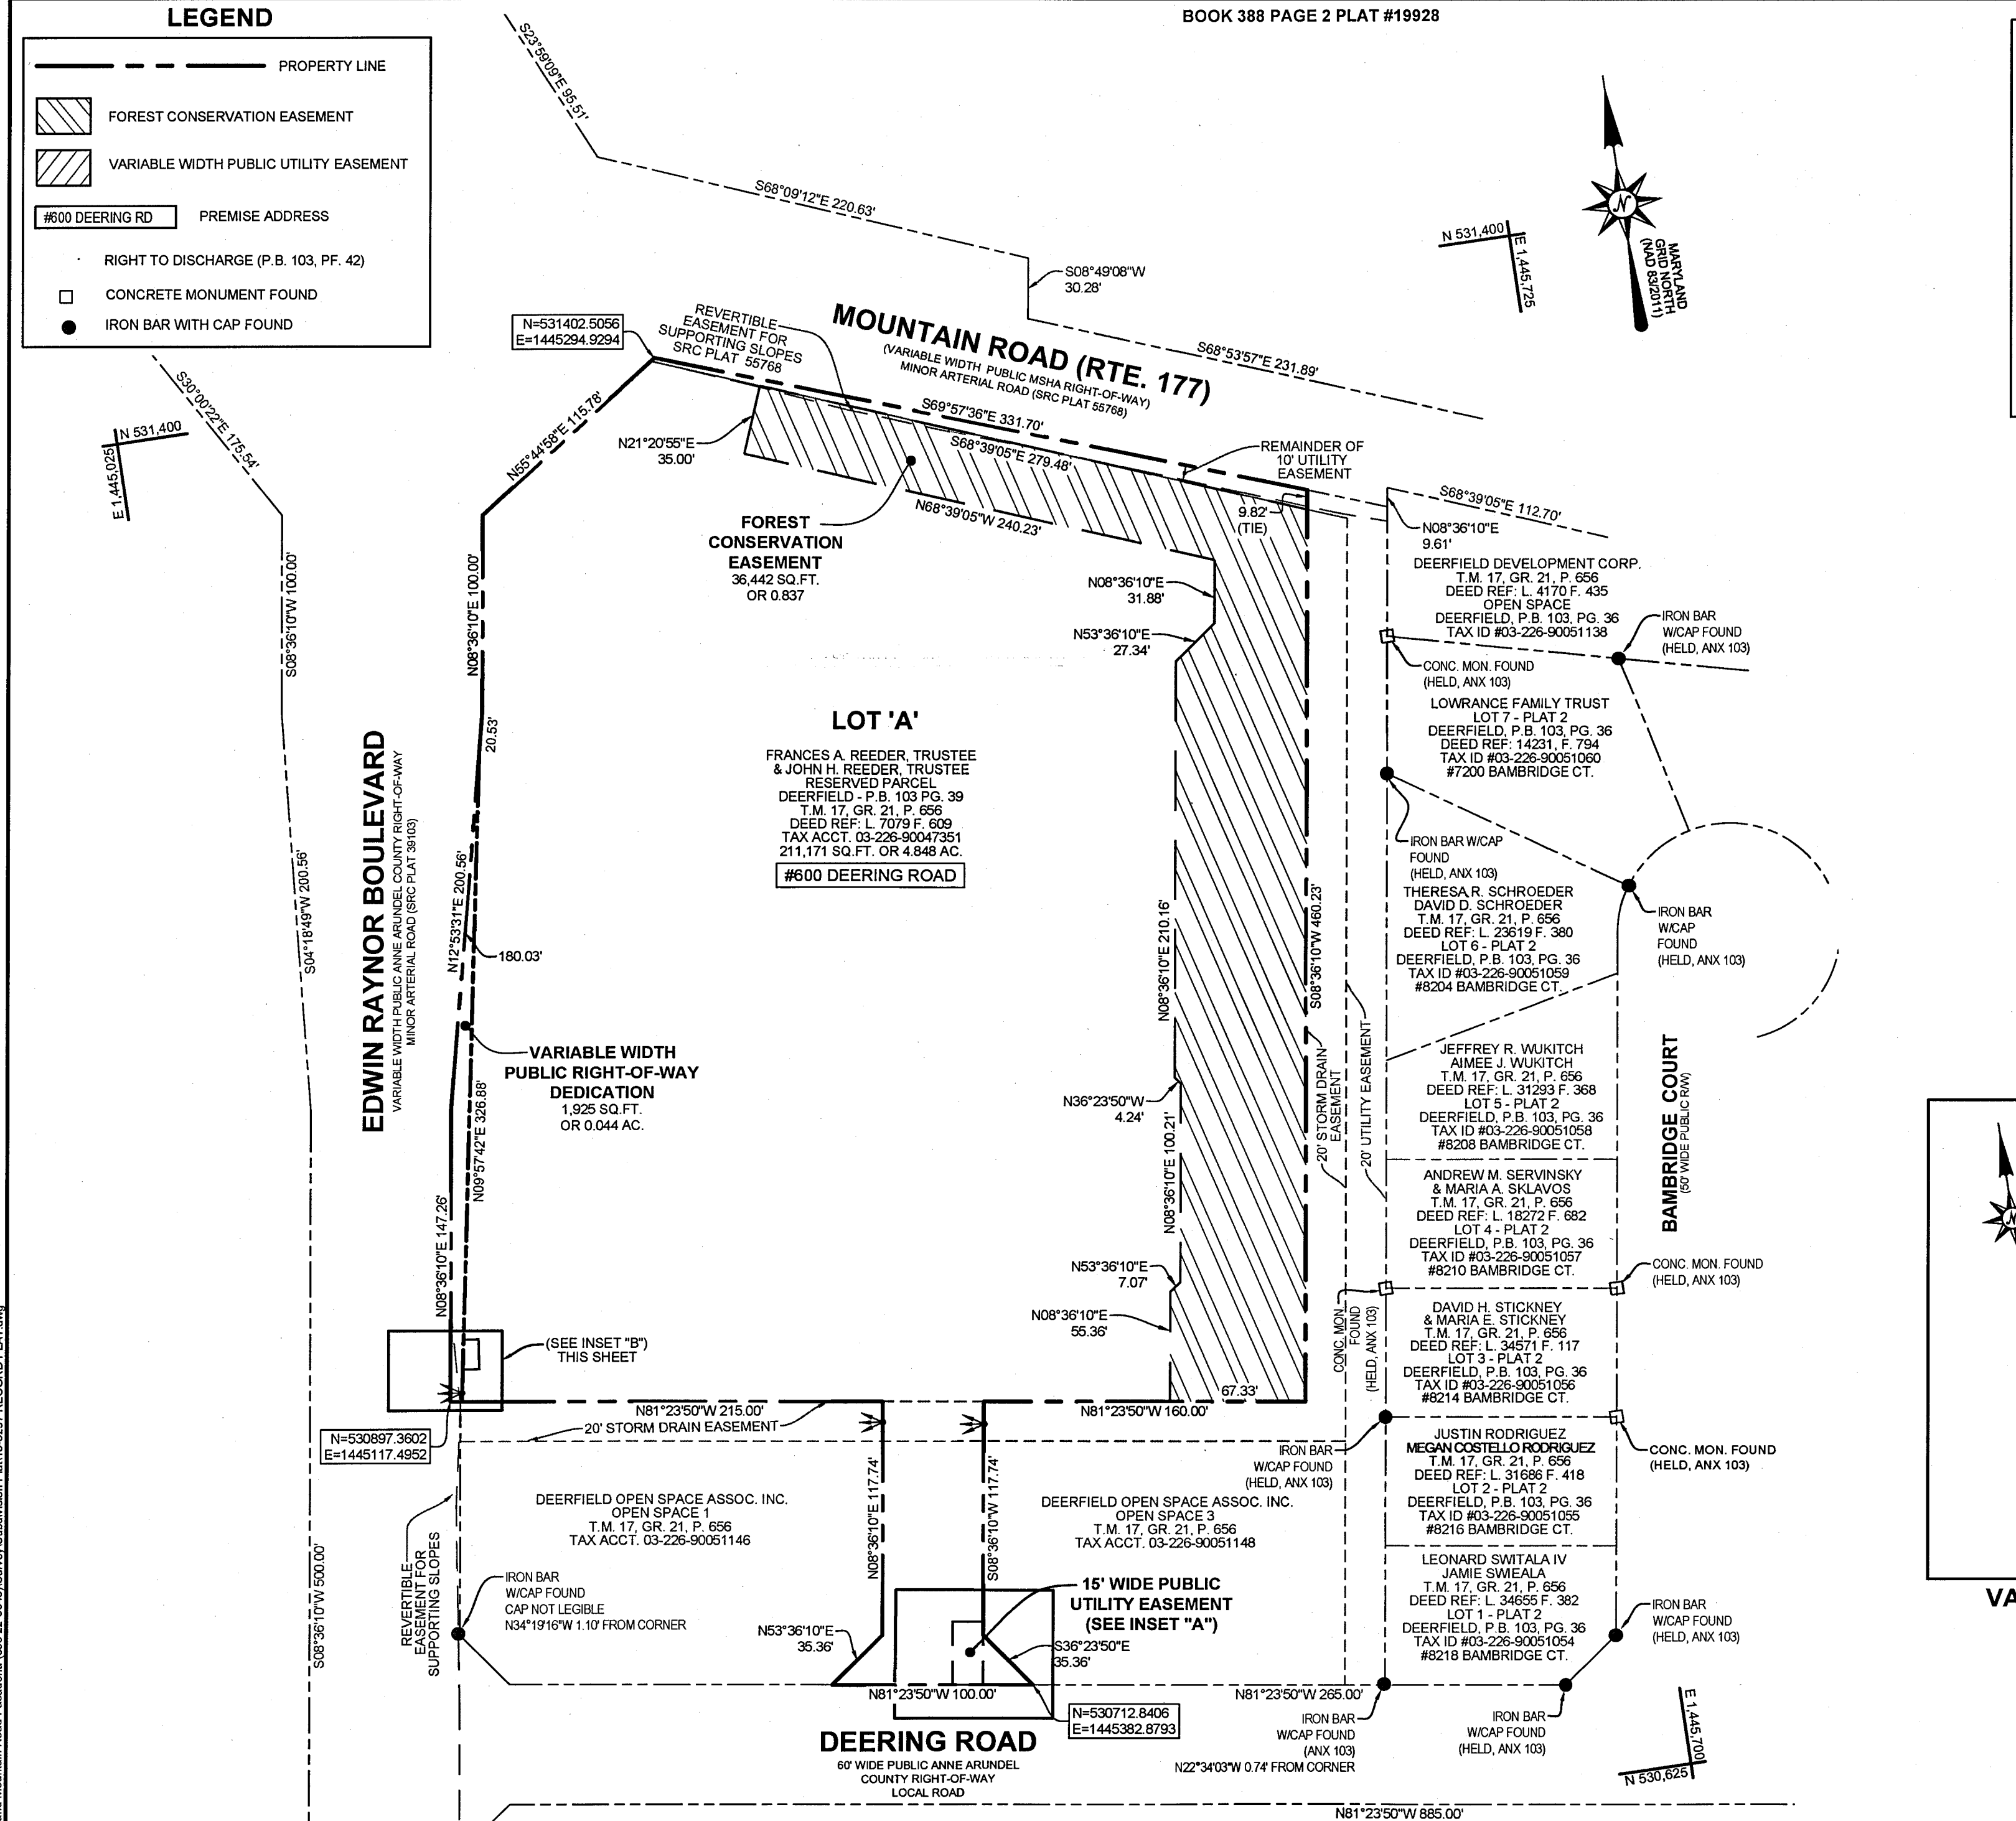 BOOK 388 PAGE 2 PLAT #19928
LEGEND
PROPERTY LINE
FOREST CONSERVATION EASEMENT
VARIABLE WIDTH PUBLIC UTILITY EASEMENT
#600 DEERING RD
PREMISE ADDRESS
RIGHT TO DISCHARGE (P.B. 103, PF. 42)
CONCRETE MONUMENT FOUND
IRON BAR WITH CAP FOUND
S23°59'09"E 95.51'
S68°09'12"E 220.63'
S08°49'08"W
30.28'
S68°53'57"E 231.89'
N 531,400
E 1,445,725
N
MARYLAND
GRID NORTH
(NAD 83/2011)
MOUNTAIN ROAD (RTE. 177)
(VARIABLE WIDTH PUBLIC MSHA RIGHT-OF-WAY)
MINOR ARTERIAL ROAD (SRC PLAT 55768)
REVERTIBLE
EASEMENT FOR
SUPPORTING SLOPES
SRC PLAT 55768
N=531402.5056
E=1445294.9294
S30°00'22"E 175.54'
N 531,400
E 1,445,025
N55°44'58"E 115.78'
N21°20'55"E
35.00'
S69°57'36"E 331.70'
S68°39'05"E 279.48'
N68°39'05"W 240.23'
REMAINDER OF
10' UTILITY
EASEMENT
9.82'
(TIE)
S68°39'05"E 112.70'
N08°36'10"E
9.61'
FOREST
CONSERVATION
EASEMENT
36,442 SQ.FT.
OR 0.837
N08°36'10"E
31.88'
N53°36'10"E
27.34'
DEERFIELD DEVELOPMENT CORP.
T.M. 17, GR. 21, P. 656
DEED REF: L. 4170 F. 435
OPEN SPACE
DEERFIELD, P.B. 103, PG. 36
TAX ID #03-226-90051138
IRON BAR
W/CAP FOUND
(HELD, ANX 103)
CONC. MON. FOUND
(HELD, ANX 103)
LOWRANCE FAMILY TRUST
LOT 7 - PLAT 2
DEERFIELD, P.B. 103, PG. 36
DEED REF: 14231, F. 794
TAX ID #03-226-90051060
#7200 BAMBRIDGE CT.
IRON BAR W/CAP
FOUND
(HELD, ANX 103)
THERESA R. SCHROEDER
DAVID D. SCHROEDER
T.M. 17, GR. 21, P. 656
DEED REF: L. 23619 F. 380
LOT 6 - PLAT 2
DEERFIELD, P.B. 103, PG. 36
TAX ID #03-226-90051059
#8204 BAMBRIDGE CT.
IRON BAR
W/CAP
FOUND
(HELD, ANX 103)
JEFFREY R. WUKITCH
AIMEE J. WUKITCH
T.M. 17, GR. 21, P. 656
DEED REF: L. 31293 F. 368
LOT 5 - PLAT 2
DEERFIELD, P.B. 103, PG. 36
TAX ID #03-226-90051058
#8208 BAMBRIDGE CT.
ANDREW M. SERVINSKY
& MARIA A. SKLAVOS
T.M. 17, GR. 21, P. 656
DEED REF: L. 18272 F. 682
LOT 4 - PLAT 2
DEERFIELD, P.B. 103, PG. 36
TAX ID #03-226-90051057
#8210 BAMBRIDGE CT.
CONC. MON. FOUND
(HELD, ANX 103)
BAMBRIDGE COURT
(50' WIDE PUBLIC R/W)
CONC. MON.
FOUND
(HELD, ANX 103)
DAVID H. STICKNEY
& MARIA E. STICKNEY
T.M. 17, GR. 21, P. 656
DEED REF: L. 34571 F. 117
LOT 3 - PLAT 2
DEERFIELD, P.B. 103, PG. 36
TAX ID #03-226-90051056
#8214 BAMBRIDGE CT.
JUSTIN RODRIGUEZ
MEGAN COSTELLO RODRIGUEZ
T.M. 17, GR. 21, P. 656
DEED REF: L. 31686 F. 418
LOT 2 - PLAT 2
DEERFIELD, P.B. 103, PG. 36
TAX ID #03-226-90051055
#8216 BAMBRIDGE CT.
CONC. MON. FOUND
(HELD, ANX 103)
IRON BAR
W/CAP FOUND
(HELD, ANX 103)
LEONARD SWITALA IV
JAMIE SWIEALA
T.M. 17, GR. 21, P. 656
DEED REF: L. 34655 F. 382
LOT 1 - PLAT 2
DEERFIELD, P.B. 103, PG. 36
TAX ID #03-226-90051054
#8218 BAMBRIDGE CT.
IRON BAR
W/CAP FOUND
(HELD, ANX 103)
S08°36'10"W 100.00'
N08°36'10"E 100.00'
20.53'
S04°18'49"W 200.56'
EDWIN RAYNOR BOULEVARD
VARIABLE WIDTH PUBLIC ANNE ARUNDEL COUNTY RIGHT-OF-WAY
MINOR ARTERIAL ROAD (SRC PLAT 39103)
N12°53'31"E 200.56'
180.03'
LOT 'A'
FRANCES A. REEDER, TRUSTEE
& JOHN H. REEDER, TRUSTEE
RESERVED PARCEL
DEERFIELD - P.B. 103 PG. 39
T.M. 17, GR. 21, P. 656
DEED REF: L. 7079 F. 609
TAX ACCT. 03-226-90047351
211,171 SQ.FT. OR 4.848 AC.
#600 DEERING ROAD
VARIABLE WIDTH
PUBLIC RIGHT-OF-WAY
DEDICATION
1,925 SQ.FT.
OR 0.044 AC.
N09°57'42"E 326.88'
N08°36'10"E 147.26'
N08°36'10"E 210.16'
S08°36'10"W 460.23'
20' STORM DRAIN
EASEMENT
20' UTILITY EASEMENT
N36°23'50"W
4.24'
N08°36'10"E 100.21'
N53°36'10"E
7.07'
N08°36'10"E
55.36'
67.33'
(SEE INSET "B")
THIS SHEET
N81°23'50"W 215.00'
20' STORM DRAIN EASEMENT
N81°23'50"W 160.00'
N=530897.3602
E=1445117.4952
DEERFIELD OPEN SPACE ASSOC. INC.
OPEN SPACE 1
T.M. 17, GR. 21, P. 656
TAX ACCT. 03-226-90051146
N08°36'10"E 117.74'
S08°36'10"W 117.74'
DEERFIELD OPEN SPACE ASSOC. INC.
OPEN SPACE 3
T.M. 17, GR. 21, P. 656
TAX ACCT. 03-226-90051148
REVERTIBLE
EASEMENT FOR
SUPPORTING SLOPES
S08°36'10"W 500.00'
IRON BAR
W/CAP FOUND
CAP NOT LEGIBLE
N34°19'16"W 1.10' FROM CORNER
15' WIDE PUBLIC
UTILITY EASEMENT
(SEE INSET "A")
N53°36'10"E
35.36'
S36°23'50"E
35.36'
N81°23'50"W 100.00'
N81°23'50"W 265.00'
N=530712.8406
E=1445382.8793
DEERING ROAD
60' WIDE PUBLIC ANNE ARUNDEL
COUNTY RIGHT-OF-WAY
LOCAL ROAD
IRON BAR
W/CAP FOUND
(ANX 103)
N22°34'03"W 0.74' FROM CORNER
IRON BAR
W/CAP FOUND
(HELD, ANX 103)
E 1,445,700
N 530,625
N81°23'50"W 885.00'
VA